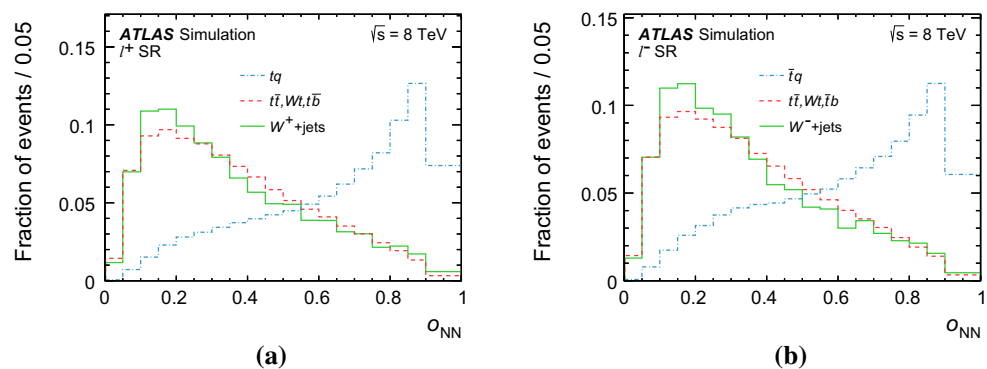 Fraction of events / 0.05
0.15
0.1
0.05
0
ATLAS Simulation
l⁺ SR
√s = 8 TeV
tq
tt̄,Wt,tb̄
W⁺+jets
0 0.2 0.4 0.6 0.8 1
o_NN
(a)
Fraction of events / 0.05
0.15
0.1
0.05
0
ATLAS Simulation
l⁻ SR
√s = 8 TeV
t̄q
tt̄,Wt,t̄b
W⁻+jets
0 0.2 0.4 0.6 0.8 1
o_NN
(b)